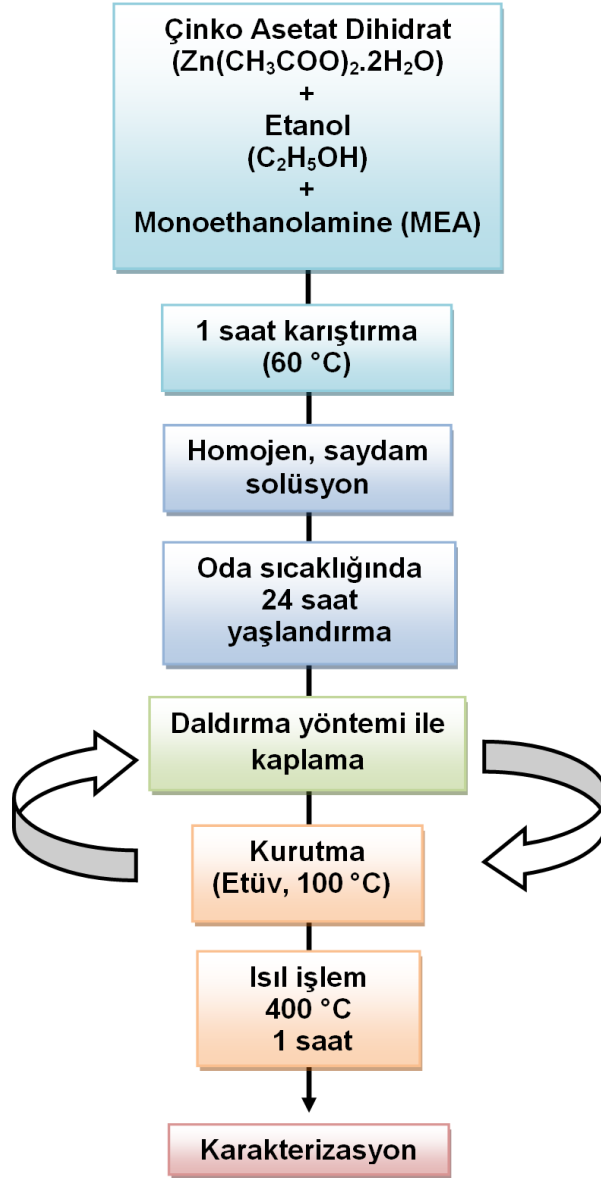 Çinko Asetat Dihidrat
(Zn(CH₃COO)₂.2H₂O)
+
Etanol
(C₂H₅OH)
+
Monoethanolamine (MEA)
1 saat karıştırma
(60 °C)
Homojen, saydam
solüsyon
Oda sıcaklığında
24 saat
yaşlandırma
Daldırma yöntemi ile
kaplama
Kurutma
(Etüv, 100 °C)
Isıl işlem
400 °C
1 saat
Karakterizasyon